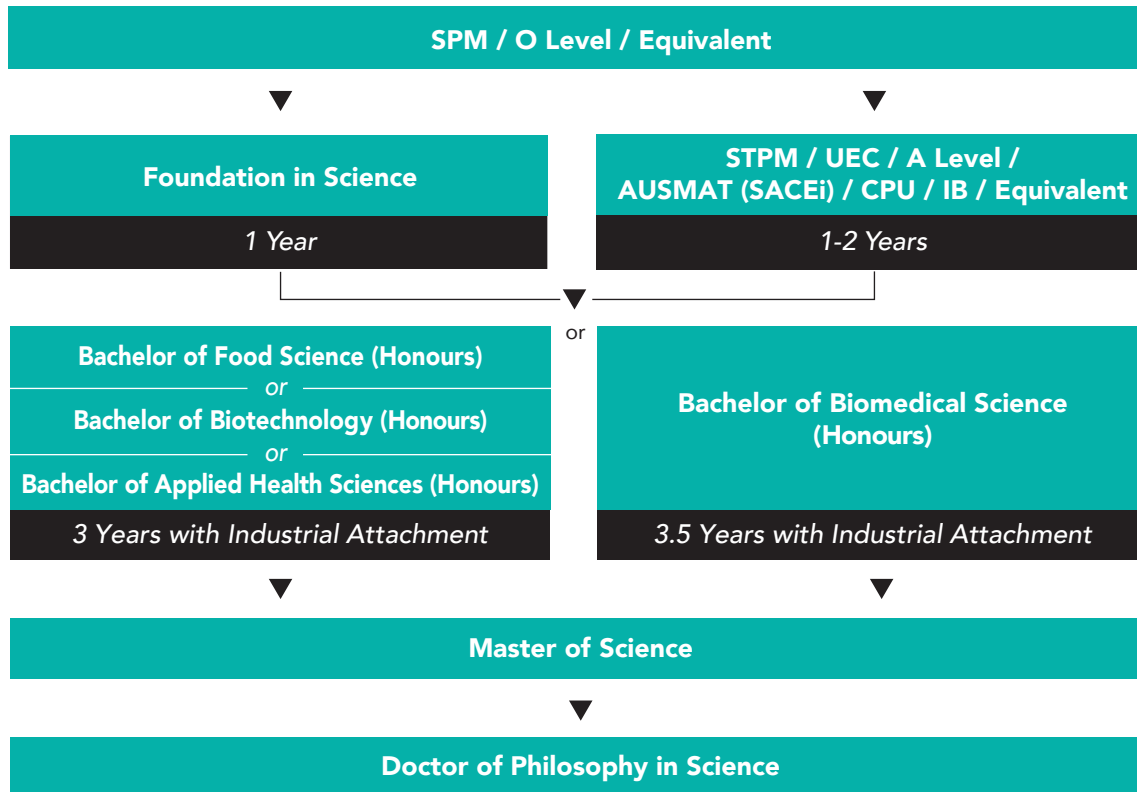 SPM / O Level / Equivalent
Foundation in Science
1 Year
STPM / UEC / A Level /
AUSMAT (SACEi) / CPU / IB / Equivalent
1-2 Years
or
Bachelor of Food Science (Honours)
or
Bachelor of Biotechnology (Honours)
or
Bachelor of Applied Health Sciences (Honours)
3 Years with Industrial Attachment
Bachelor of Biomedical Science
(Honours)
3.5 Years with Industrial Attachment
Master of Science
Doctor of Philosophy in Science